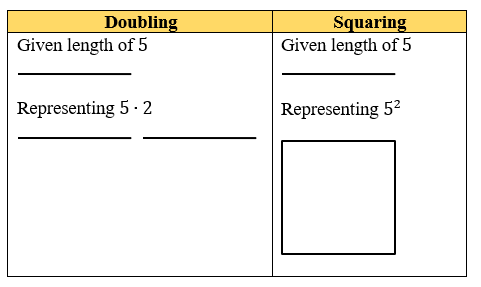 Doubling
Given length of 5
Representing 5 · 2
Squaring
Given length of 5
Representing 5²